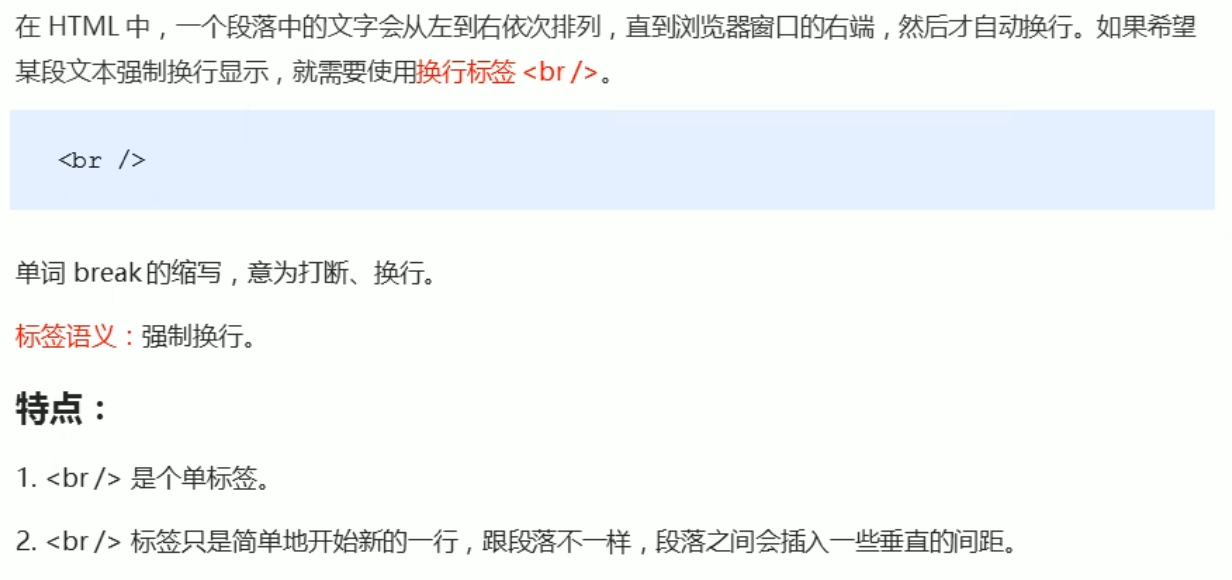 在 HTML 中，一个段落中的文字会从左到右依次排列，直到浏览器窗口的右端，然后才自动换行。如果希望
某段文本强制换行显示，就需要使用换行标签 <br />。
<br />
单词 break的缩写，意为打断、换行。
标签语义：强制换行。
特点：
1. <br /> 是个单标签。
2. <br /> 标签只是简单地开始新的一行，跟段落不一样，段落之间会插入一些垂直的间距。